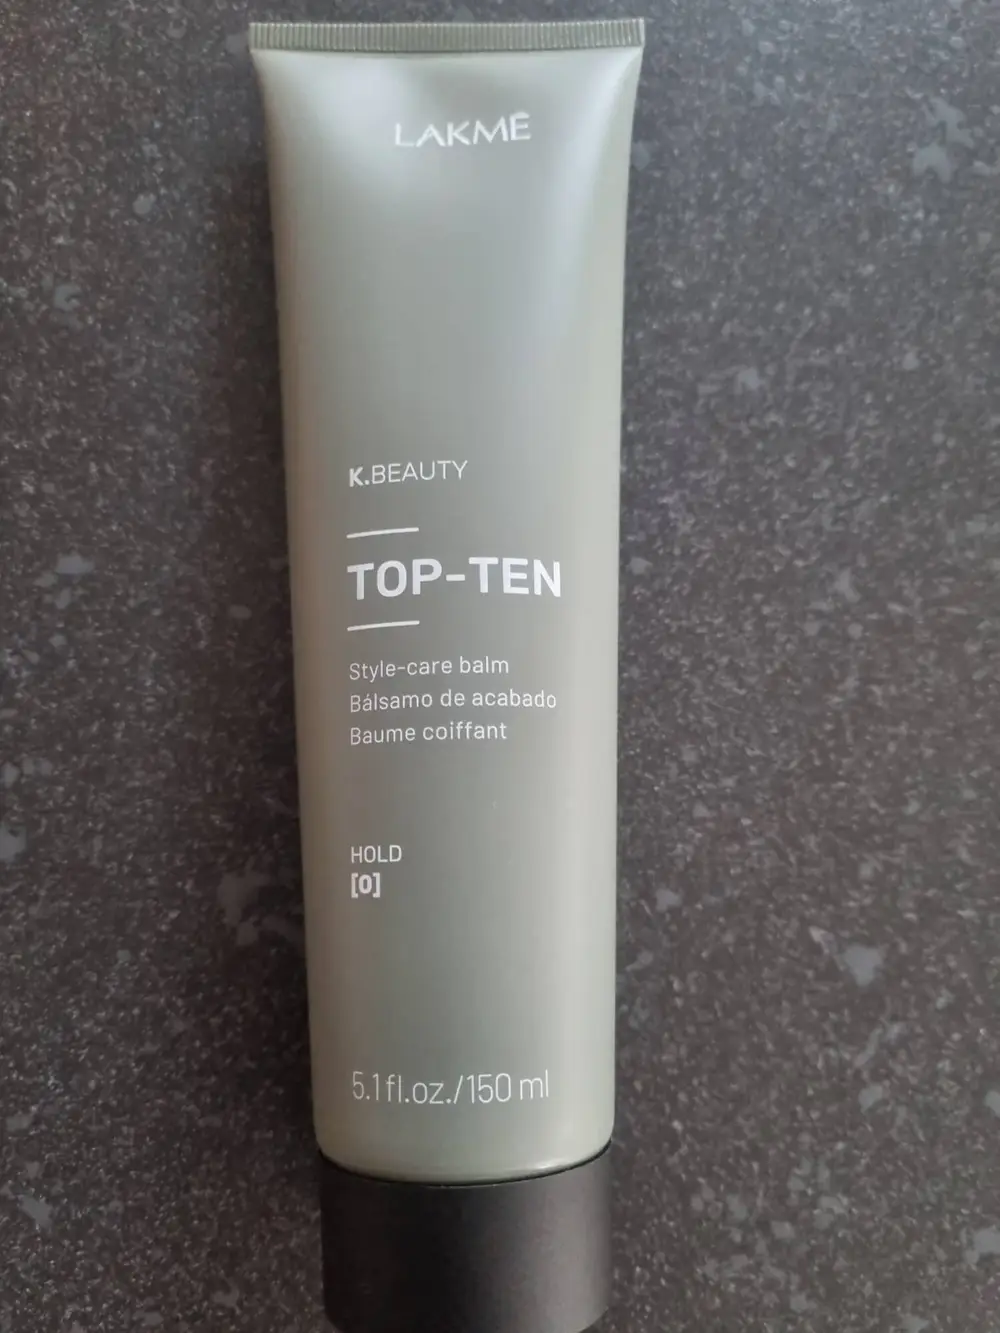 LAKMĒ
K.BEAUTY
TOP-TEN
Style-care balm
Bálsamo de acabado
Baume coiffant
HOLD
[0]
5.1 fl.oz./150 ml